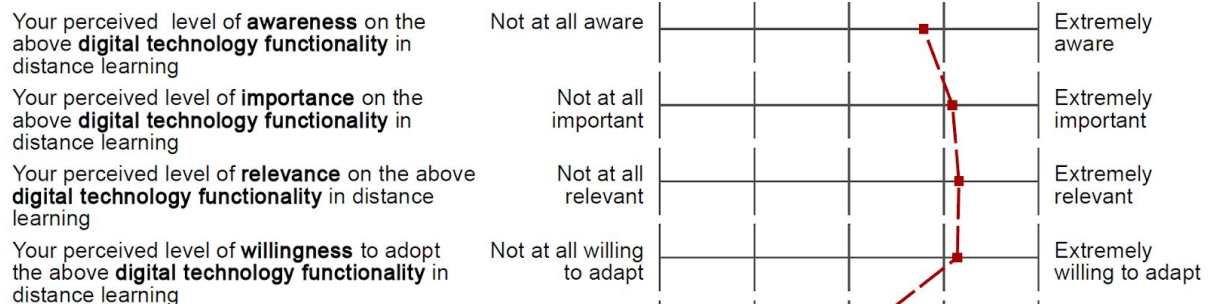 Your perceived level of awareness on the
above digital technology functionality in
distance learning
Not at all aware
Extremely
aware
Your perceived level of importance on the
above digital technology functionality in
distance learning
Not at all
important
Extremely
important
Your perceived level of relevance on the above
digital technology functionality in distance
learning
Not at all
relevant
Extremely
relevant
Your perceived level of willingness to adopt
the above digital technology functionality in
distance learning
Not at all willing
to adapt
Extremely
willing to adapt